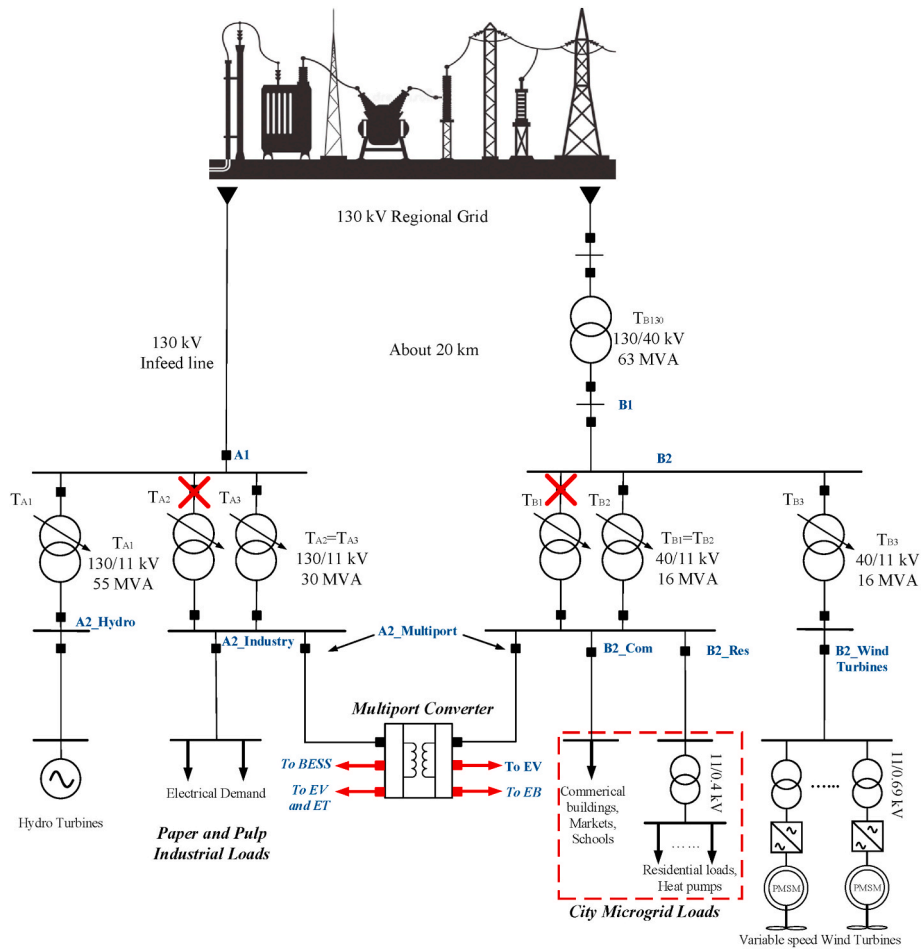 130 kV Regional Grid
130 kV
Infeed line
About 20 km
TB130
130/40 kV
63 MVA
B1
A1
B2
TA1
TA2
TA3
TA1
130/11 kV
55 MVA
TA2=TA3
130/11 kV
30 MVA
TB1
TB2
TB1=TB2
40/11 kV
16 MVA
TB3
TB3
40/11 kV
16 MVA
A2_Hydro
A2_Industry
A2_Multiport
B2_Com
B2_Res
B2_Wind
Turbines
Multiport Converter
To BESS
To EV
and ET
To EV
To EB
Hydro Turbines
Electrical Demand
Paper and Pulp
Industrial Loads
Commerical
buildings,
Markets,
Schools
11/0.4 kV
......
Residential loads,
Heat pumps
City Microgrid Loads
11/0.69 kV
......
PMSM
PMSM
Variable speed Wind Turbines